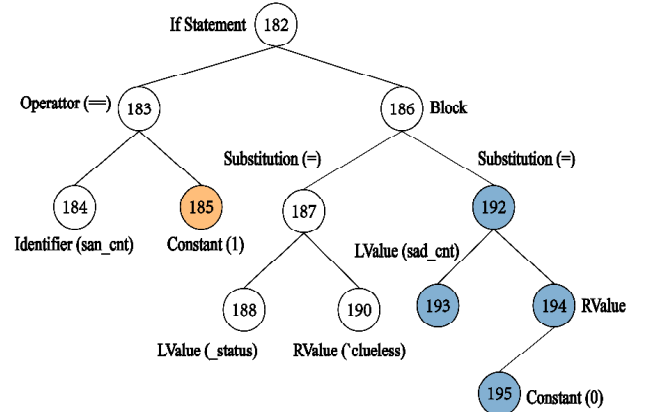 If Statement 182
Operattor (==) 183
186 Block
Substitution (=)
Substitution (=)
184
185
187
192
Identifier (san_cnt)
Constant (1)
LValue (sad_cnt)
188
190
193
194 RValue
LValue (_status)
RValue (`clueless)
195 Constant (0)